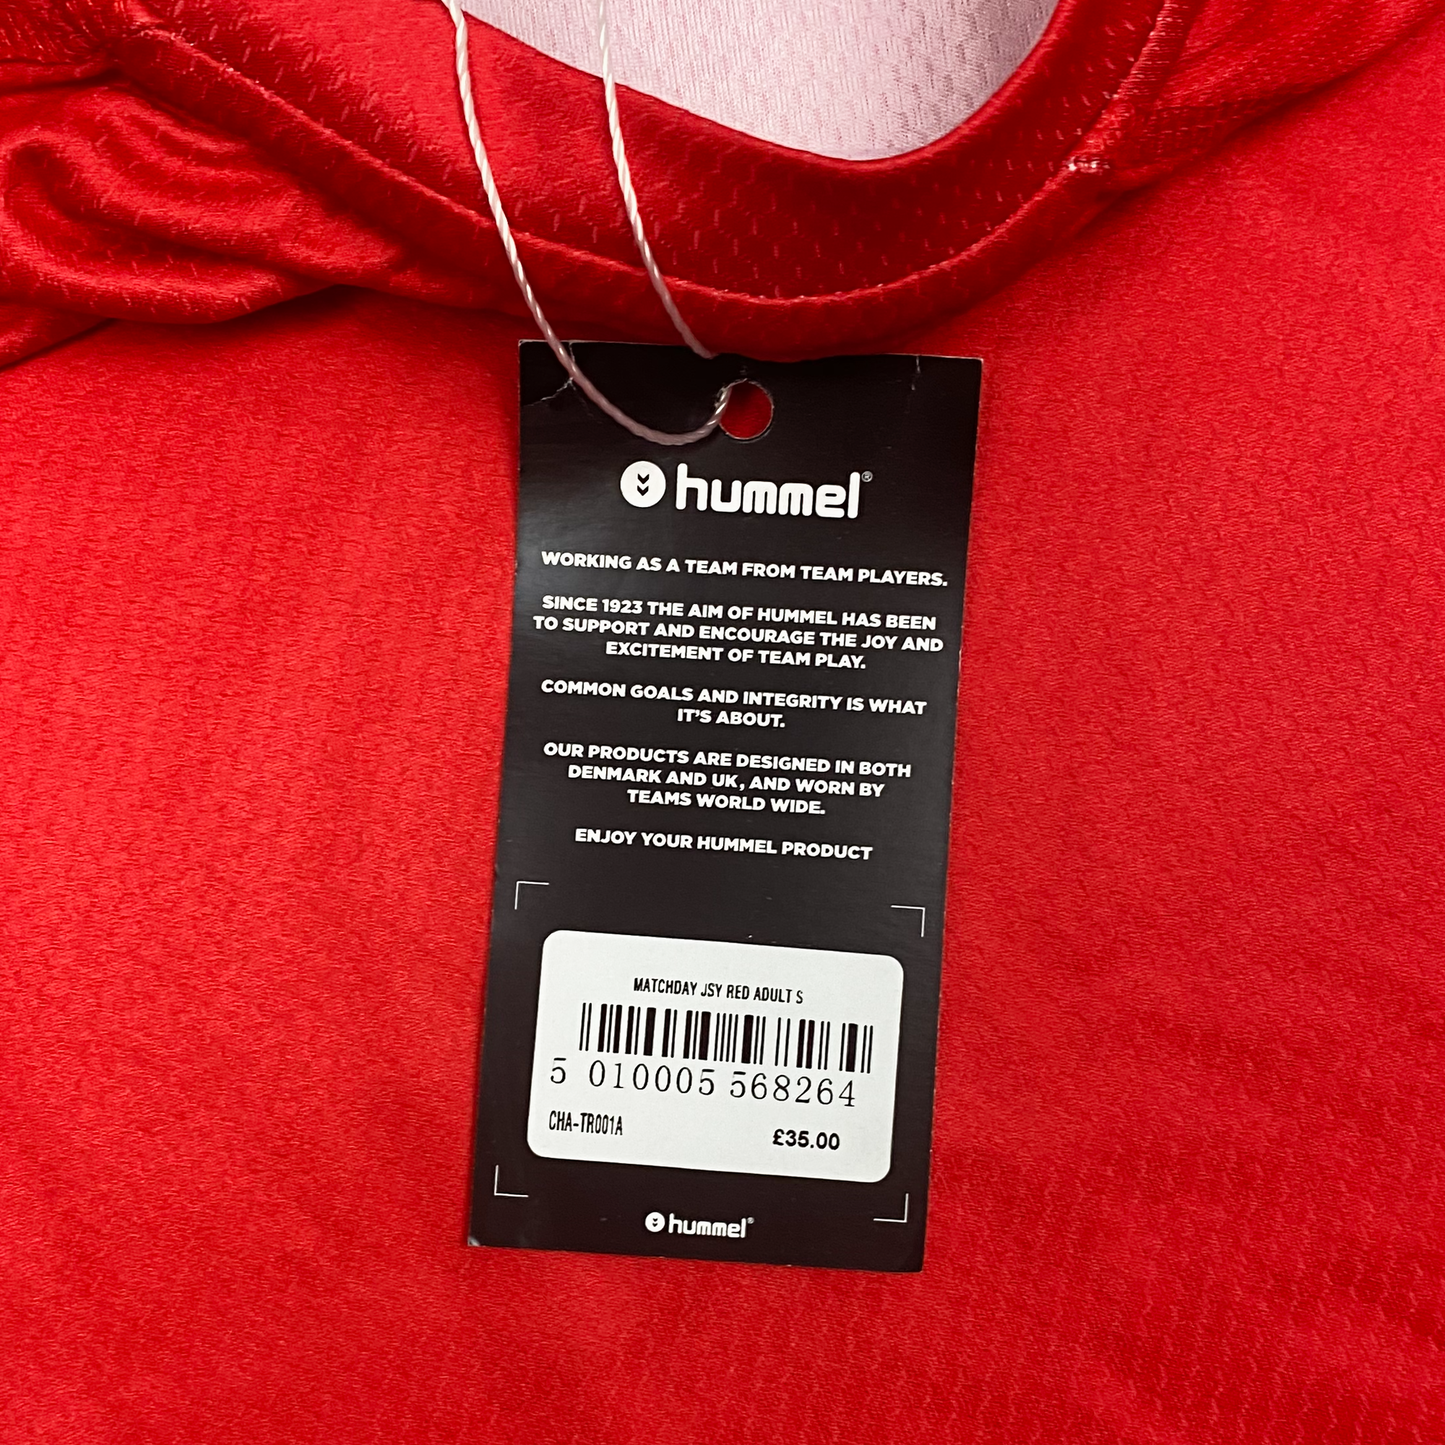 hummel®
WORKING AS A TEAM FROM TEAM PLAYERS.
SINCE 1923 THE AIM OF HUMMEL HAS BEEN
TO SUPPORT AND ENCOURAGE THE JOY AND
EXCITEMENT OF TEAM PLAY.
COMMON GOALS AND INTEGRITY IS WHAT
IT'S ABOUT.
OUR PRODUCTS ARE DESIGNED IN BOTH
DENMARK AND UK, AND WORN BY
TEAMS WORLD WIDE.
ENJOY YOUR HUMMEL PRODUCT
MATCHDAY JSY RED ADULT S
5 010005 568264
CHA-TR001A £35.00
hummel®